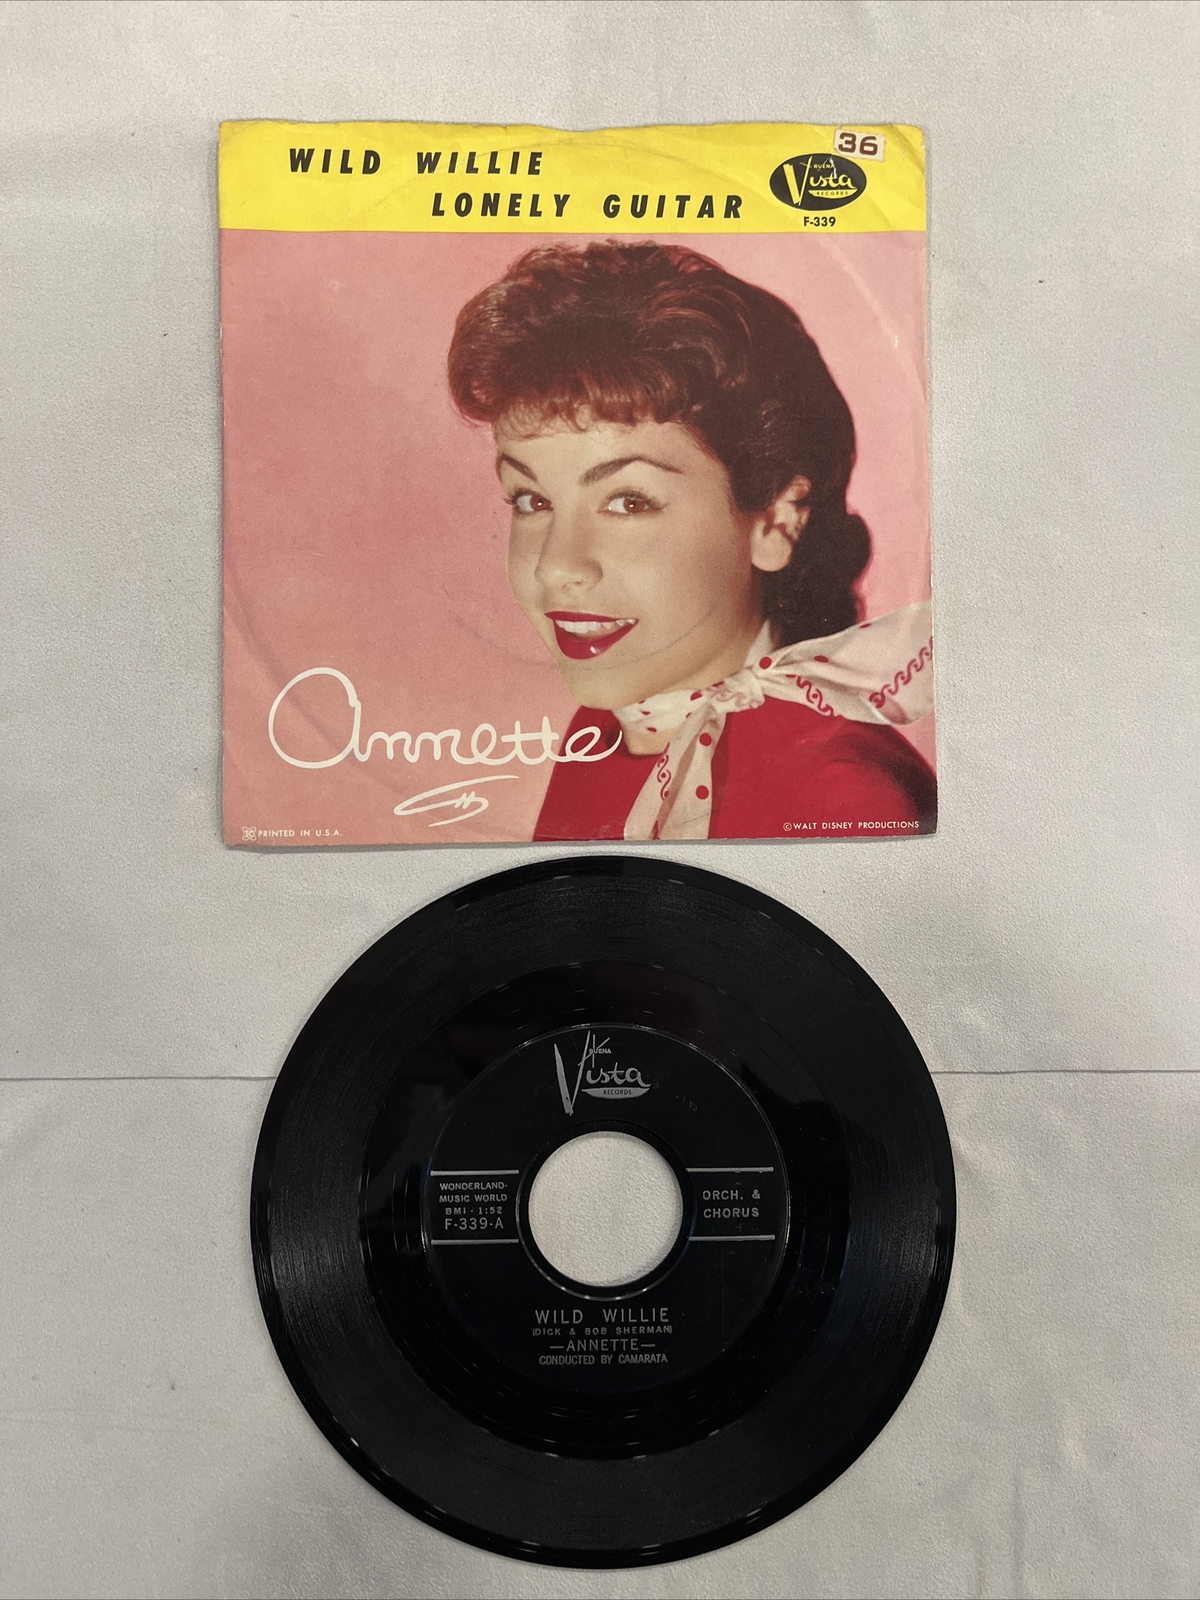 WILD WILLIE
LONELY GUITAR
36
BUENA
Vista
RECORDS
F-339
Annette
PRINTED IN U.S.A.
©WALT DISNEY PRODUCTIONS
BUENA
Vista
RECORDS
WONDERLAND-
MUSIC WORLD
BMI · 1:52
F-339-A
ORCH. &
CHORUS
WILD WILLIE
(DICK & BOB SHERMAN)
—ANNETTE—
CONDUCTED BY CAMARATA